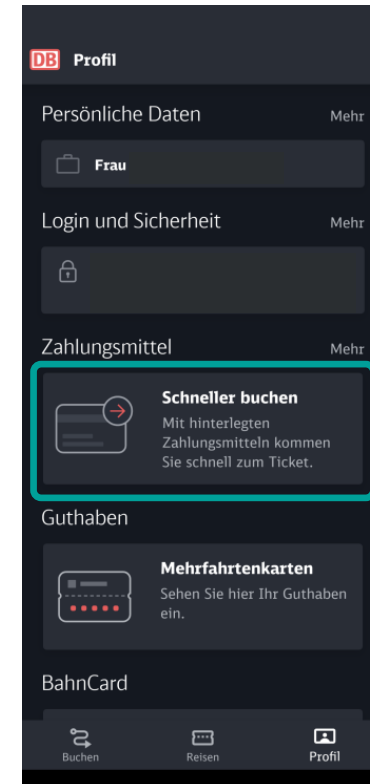 DB Profil
Persönliche Daten Mehr
Frau
Login und Sicherheit Mehr
Zahlungsmittel Mehr
Schneller buchen
Mit hinterlegten
Zahlungsmitteln kommen
Sie schnell zum Ticket.
Guthaben
Mehrfahrtenkarten
Sehen Sie hier Ihr Guthaben
ein.
BahnCard
Buchen Reisen Profil